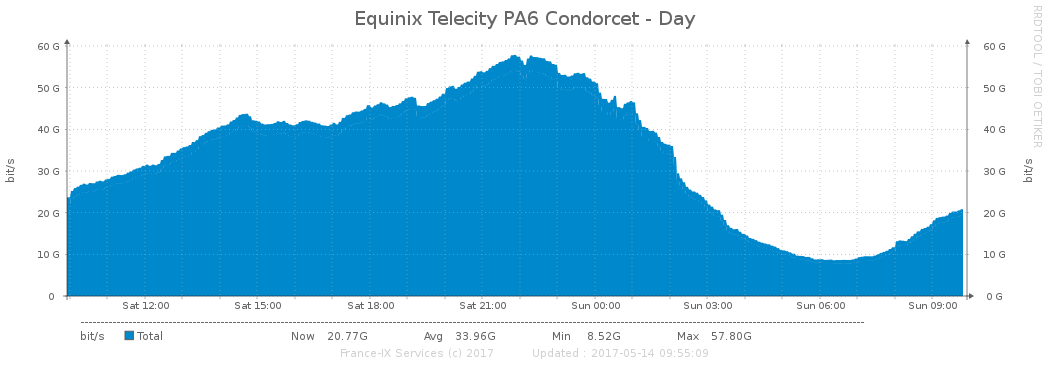 Equinix Telecity PA6 Condorcet - Day
RRDTOOL / TOBI OETIKER
bit/s
60 G
50 G
40 G
30 G
20 G
10 G
0
60 G
50 G
40 G
30 G
20 G
10 G
0 G
bit/s
Sat 12:00 Sat 15:00 Sat 18:00 Sat 21:00 Sun 00:00 Sun 03:00 Sun 06:00 Sun 09:00
bit/s Total Now 20.77G Avg 33.96G Min 8.52G Max 57.80G
France-IX Services (c) 2017 Updated : 2017-05-14 09:55:09